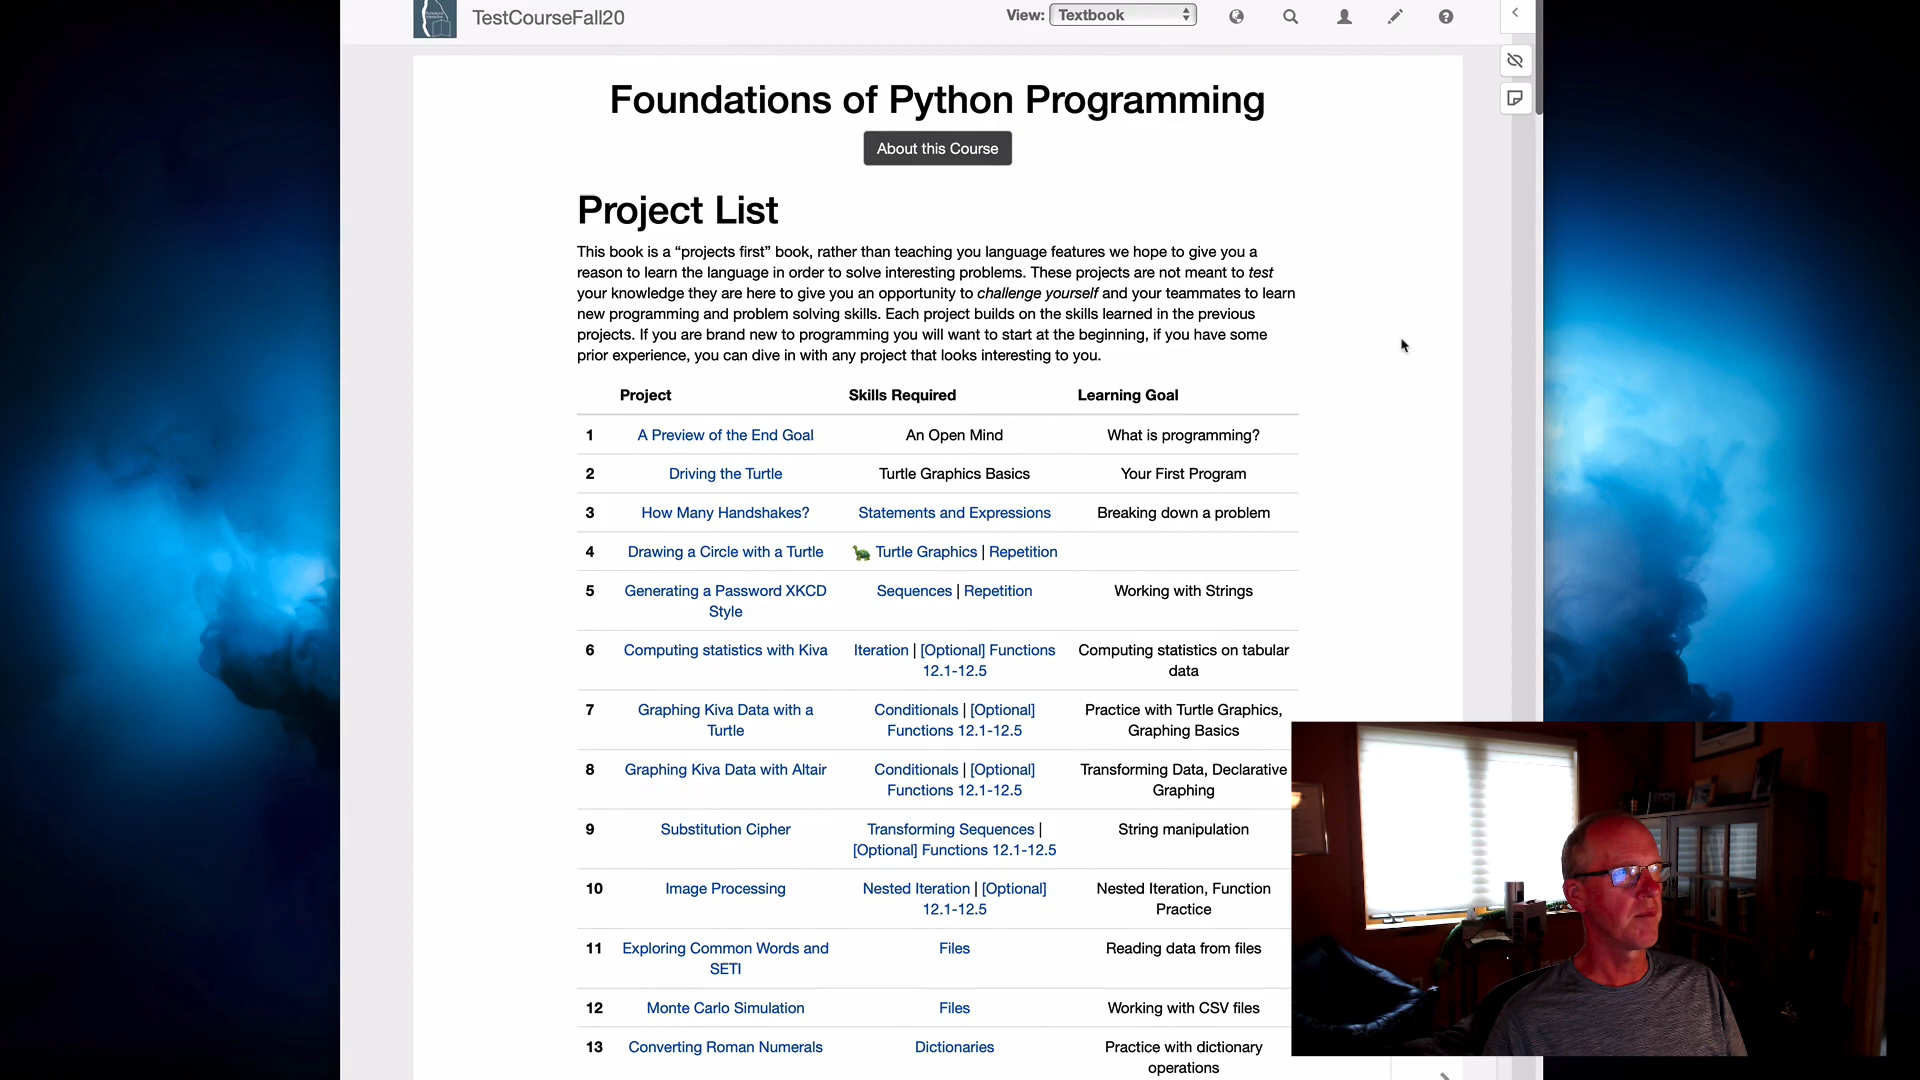 TestCourseFall20
View: Textbook
Foundations of Python Programming
About this Course
Project List
This book is a “projects first” book, rather than teaching you language features we hope to give you a
reason to learn the language in order to solve interesting problems. These projects are not meant to test
your knowledge they are here to give you an opportunity to challenge yourself and your teammates to learn
new programming and problem solving skills. Each project builds on the skills learned in the previous
projects. If you are brand new to programming you will want to start at the beginning, if you have some
prior experience, you can dive in with any project that looks interesting to you.
Project Skills Required Learning Goal
1 A Preview of the End Goal An Open Mind What is programming?
2 Driving the Turtle Turtle Graphics Basics Your First Program
3 How Many Handshakes? Statements and Expressions Breaking down a problem
4 Drawing a Circle with a Turtle Turtle Graphics | Repetition
5 Generating a Password XKCD Sequences | Repetition Working with Strings
Style
6 Computing statistics with Kiva Iteration | [Optional] Functions Computing statistics on tabular
12.1-12.5 data
7 Graphing Kiva Data with a Conditionals | [Optional] Practice with Turtle Graphics,
Turtle Functions 12.1-12.5 Graphing Basics
8 Graphing Kiva Data with Altair Conditionals | [Optional] Transforming Data, Declarative
Functions 12.1-12.5 Graphing
9 Substitution Cipher Transforming Sequences | String manipulation
[Optional] Functions 12.1-12.5
10 Image Processing Nested Iteration | [Optional] Nested Iteration, Function
12.1-12.5 Practice
11 Exploring Common Words and Files Reading data from files
SETI
12 Monte Carlo Simulation Files Working with CSV files
13 Converting Roman Numerals Dictionaries Practice with dictionary
operations